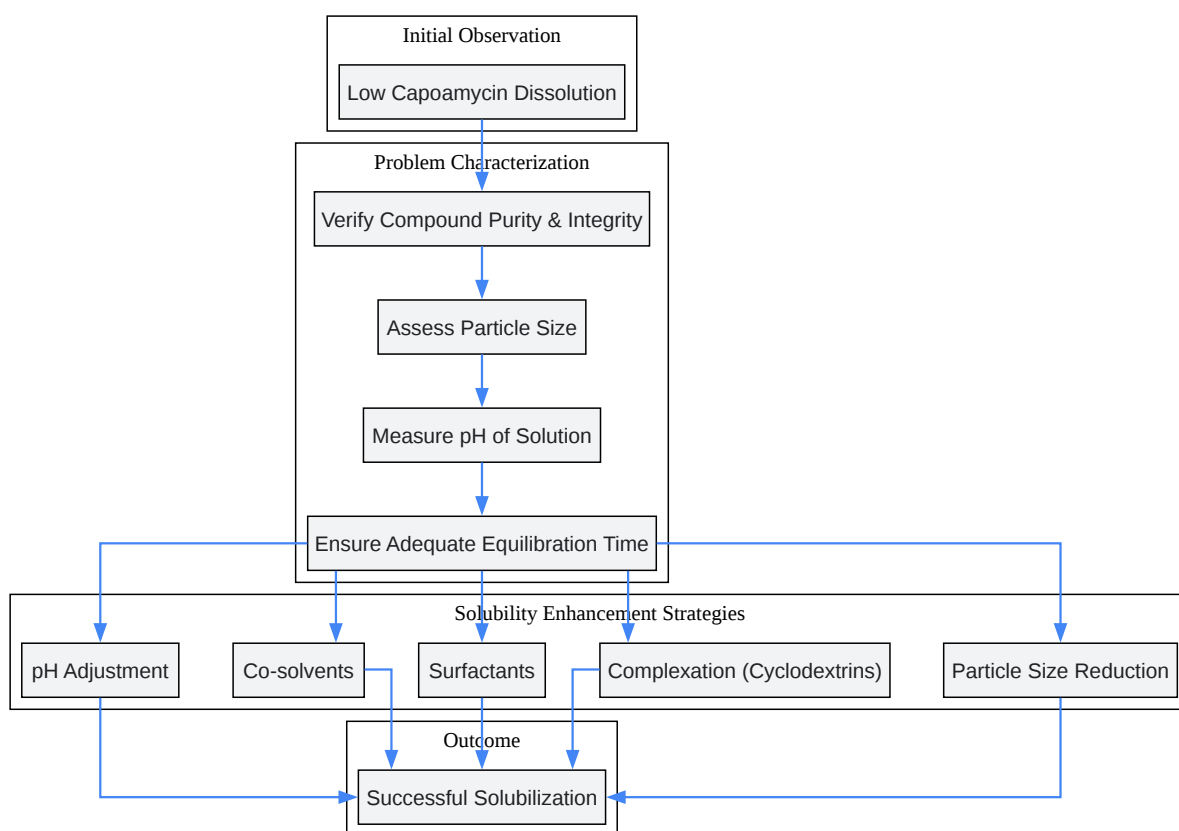 Initial Observation
Low Capoamycin Dissolution
Problem Characterization
Verify Compound Purity & Integrity
Assess Particle Size
Measure pH of Solution
Ensure Adequate Equilibration Time
Solubility Enhancement Strategies
pH Adjustment
Co-solvents
Surfactants
Complexation (Cyclodextrins)
Particle Size Reduction
Outcome
Successful Solubilization